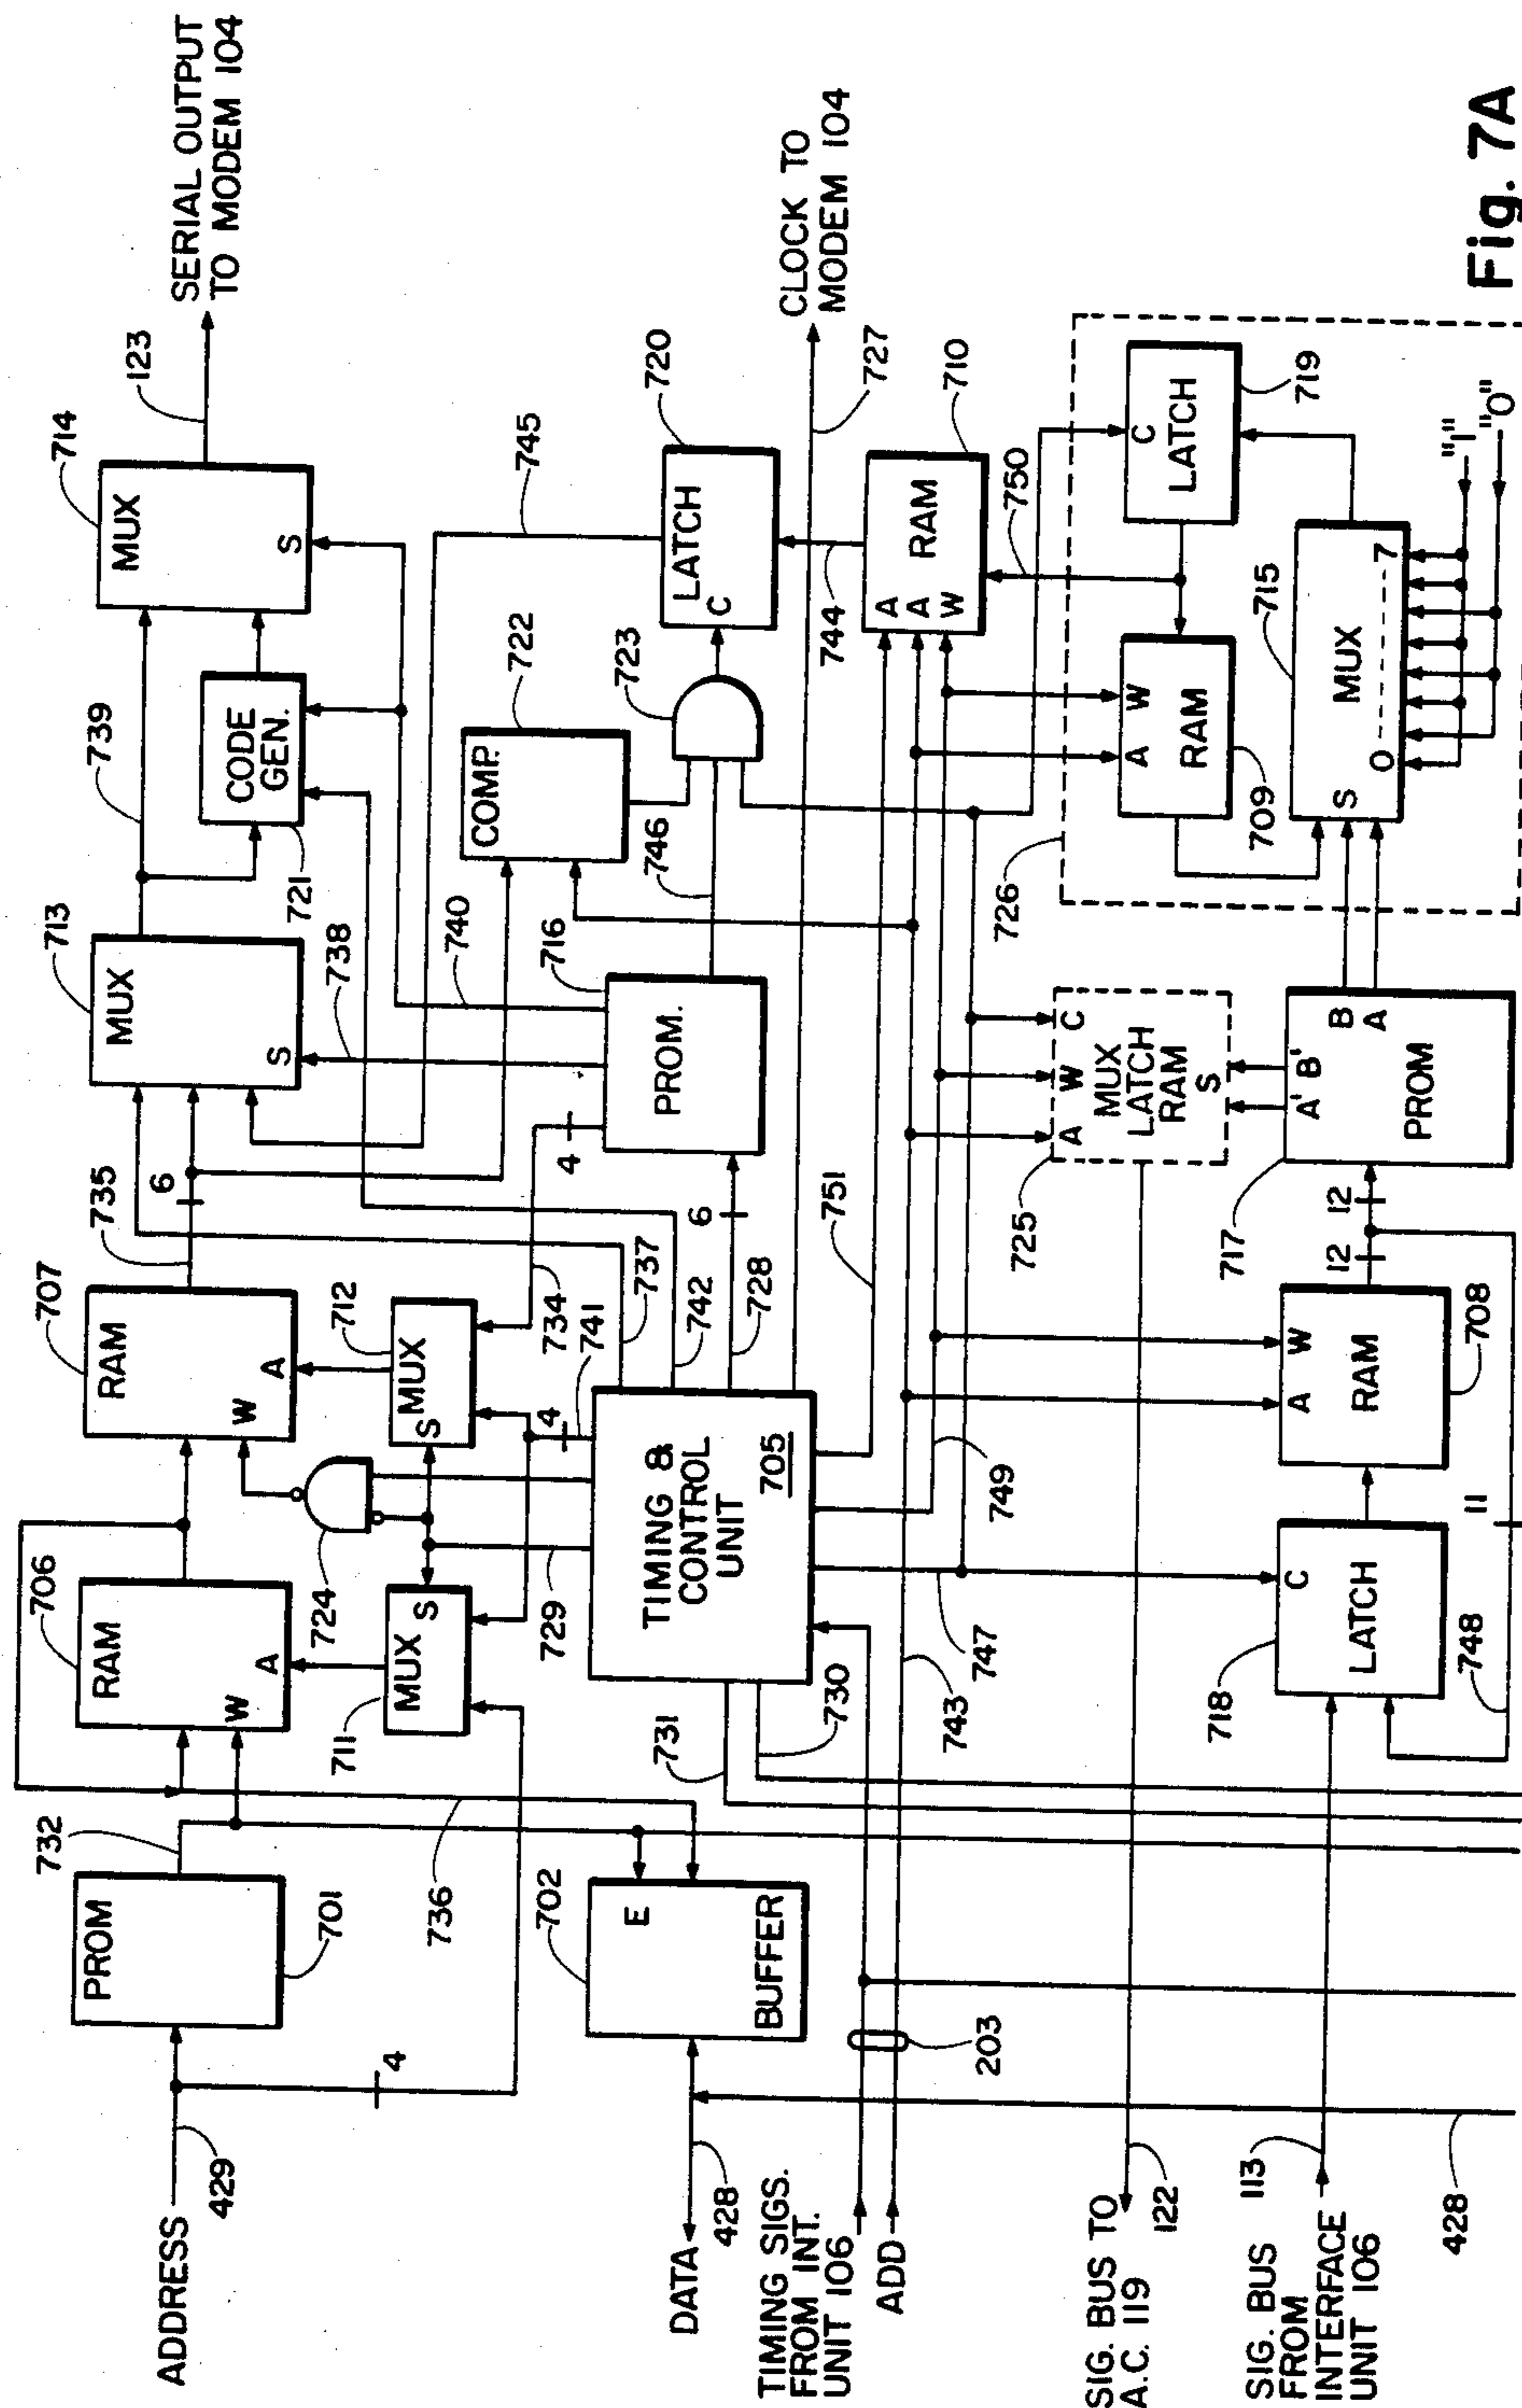 ADDRESS
429
4
PROM
701
732
736
RAM
W
A
706
MUX
S
711
724
RAM
W
A
707
MUX
S
712
735
6
MUX
S
713
739
CODE
GEN.
721
MUX
S
714
123
SERIAL OUTPUT
TO MODEM 104
DATA
428
702
E
BUFFER
731
730
729
TIMING &
CONTROL
UNIT
705
4
741
734
737
742
728
6
4
PROM.
716
738
740
COMP.
722
746
723
745
LATCH
C
720
744
RAM
A
A
W
710
CLOCK TO
MODEM 104
727
TIMING SIGS.
FROM INT.
UNIT 106
ADD
203
743
747
749
751
SIG. BUS TO
A.C. 119
122
725
A W C
MUX
LATCH
RAM
S
726
A W
RAM
709
750
C
LATCH
719
SIG. BUS
FROM
INTERFACE
UNIT 106
113
718
C
LATCH
748
11
A W
RAM
708
12
12
717
A' B'
B
A
PROM
S
MUX
0 7
715
"1"
"0"
428
Fig. 7A